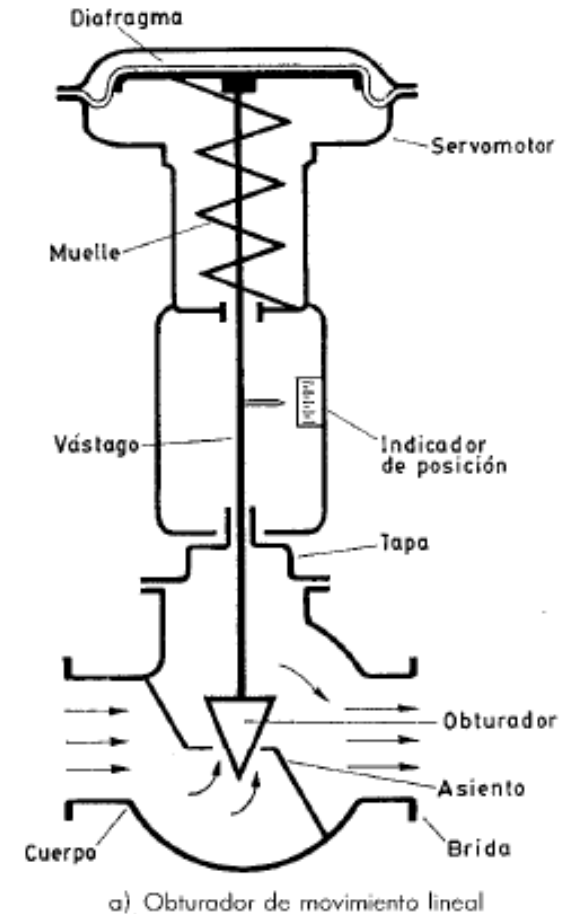 Diafragma
Servomotor
Muelle
Vástago
Indicador
de posición
Tapa
Obturador
Asiento
Cuerpo
Brida
a) Obturador de movimiento lineal